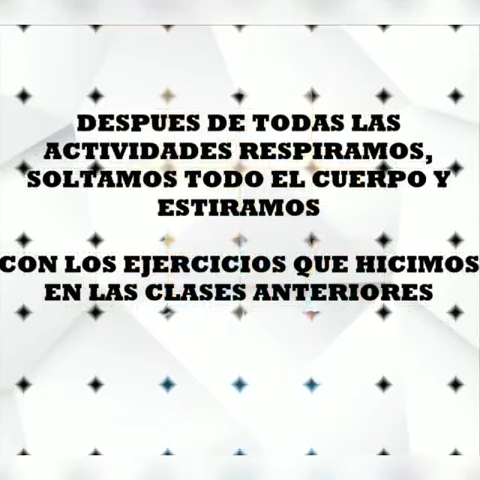 DESPUES DE TODAS LAS
ACTIVIDADES RESPIRAMOS,
SOLTAMOS TODO EL CUERPO Y
ESTIRAMOS
CON LOS EJERCICIOS QUE HICIMOS
EN LAS CLASES ANTERIORES